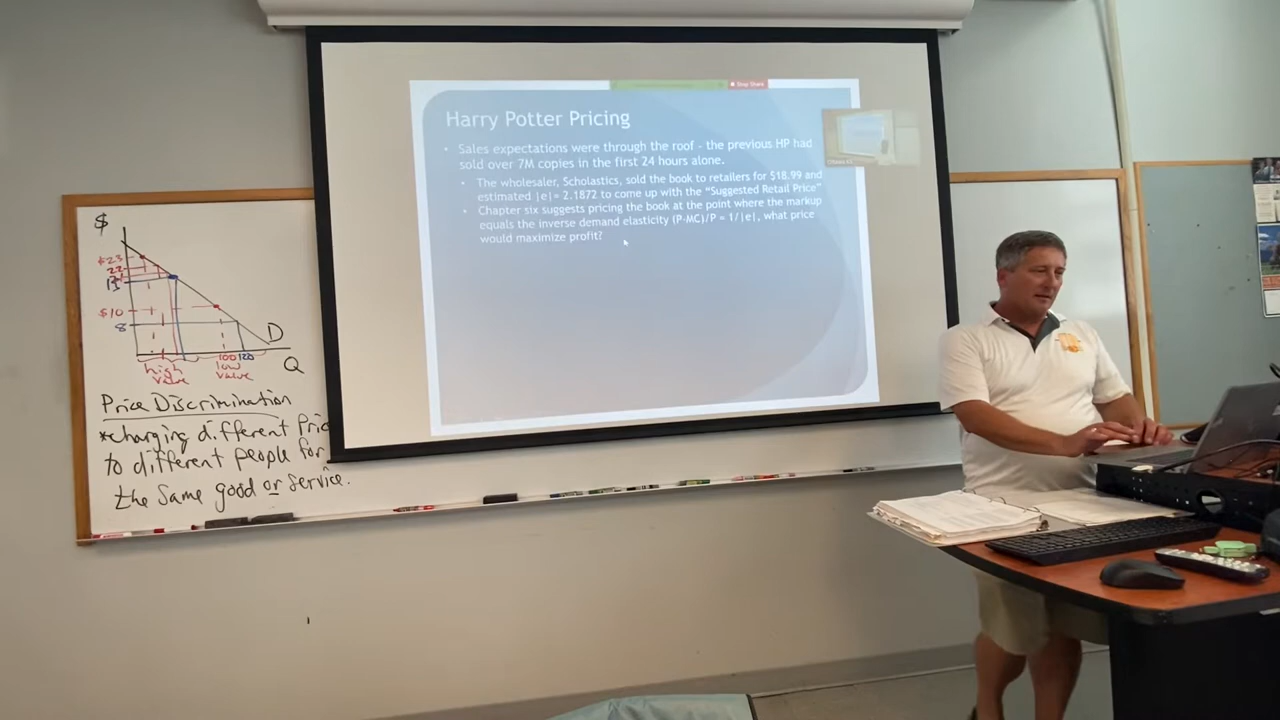 Stop Share
Harry Potter Pricing
• Sales expectations were through the roof - the previous HP had
sold over 7M copies in the first 24 hours alone.
• The wholesaler, Scholastics, sold the book to retailers for $18.99 and
estimated |e|= 2.1872 to come up with the “Suggested Retail Price”
• Chapter six suggests pricing the book at the point where the markup
equals the inverse demand elasticity (P-MC)/P = 1/|e|, what price
would maximize profit?
$
$23
22
$10
8
D
100 120
Q
high low
value value
Price Discrimination
*charging different Pric
to different people for
the same good or service.